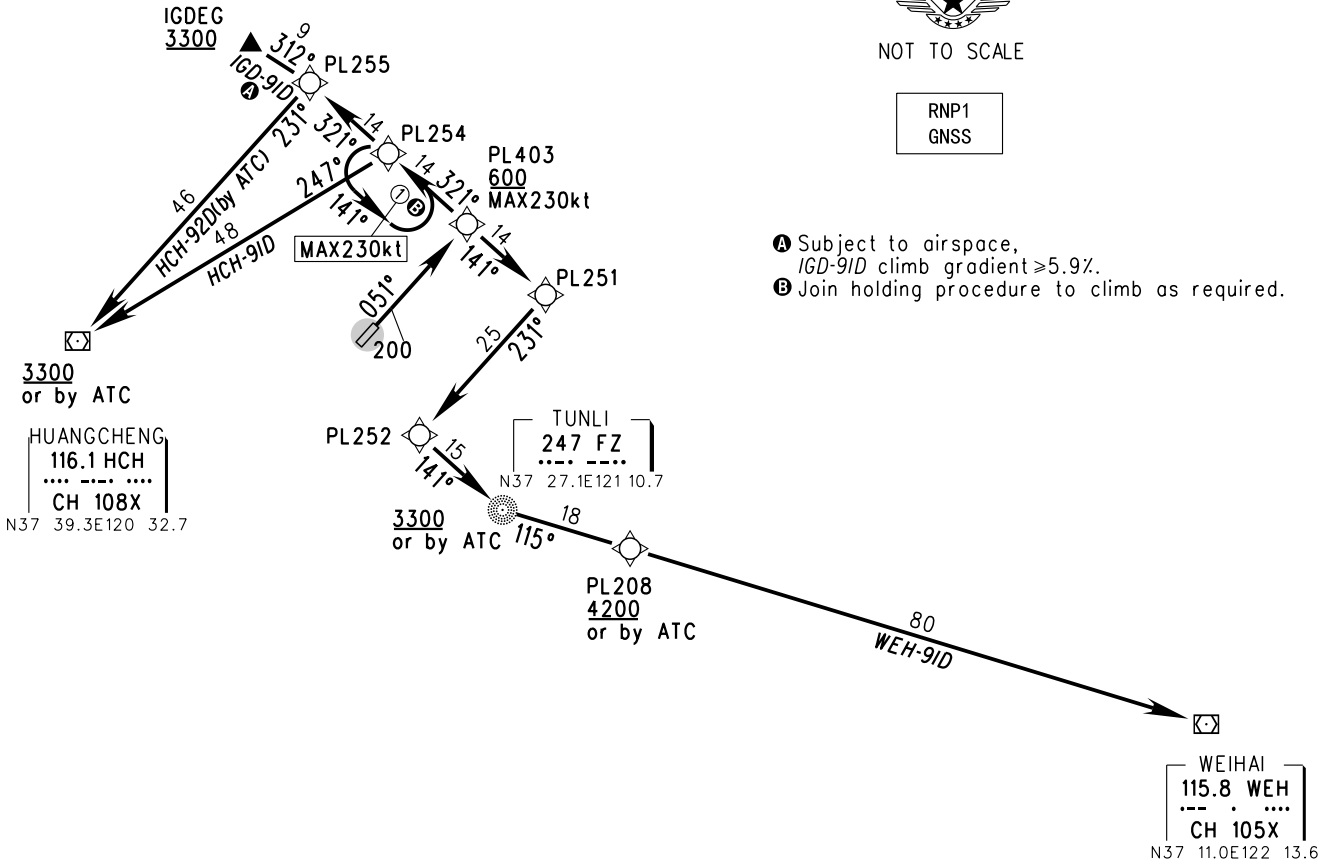 IGDEG
3300
9
312°
IGD-91D
A
PL255
NOT TO SCALE
RNP1
GNSS
14
321°
PL254
231°
HCH-92D(by ATC)
46
247°
48
HCH-91D
14
321°
141°
1
B
MAX230kt
PL403
600
MAX230kt
14
141°
PL251
A Subject to airspace,
IGD-91D climb gradient≥5.9%.
B Join holding procedure to climb as required.
051°
200
25
231°
3300
or by ATC
HUANGCHENG
116.1 HCH
.... -.-. ....
CH 108X
N37 39.3E120 32.7
PL252
15
141°
TUNLI
247 FZ
..-. --..
N37 27.1E121 10.7
3300
or by ATC
18
115°
PL208
4200
or by ATC
80
WEH-91D
WEIHAI
115.8 WEH
.-- . ....
CH 105X
N37 11.0E122 13.6